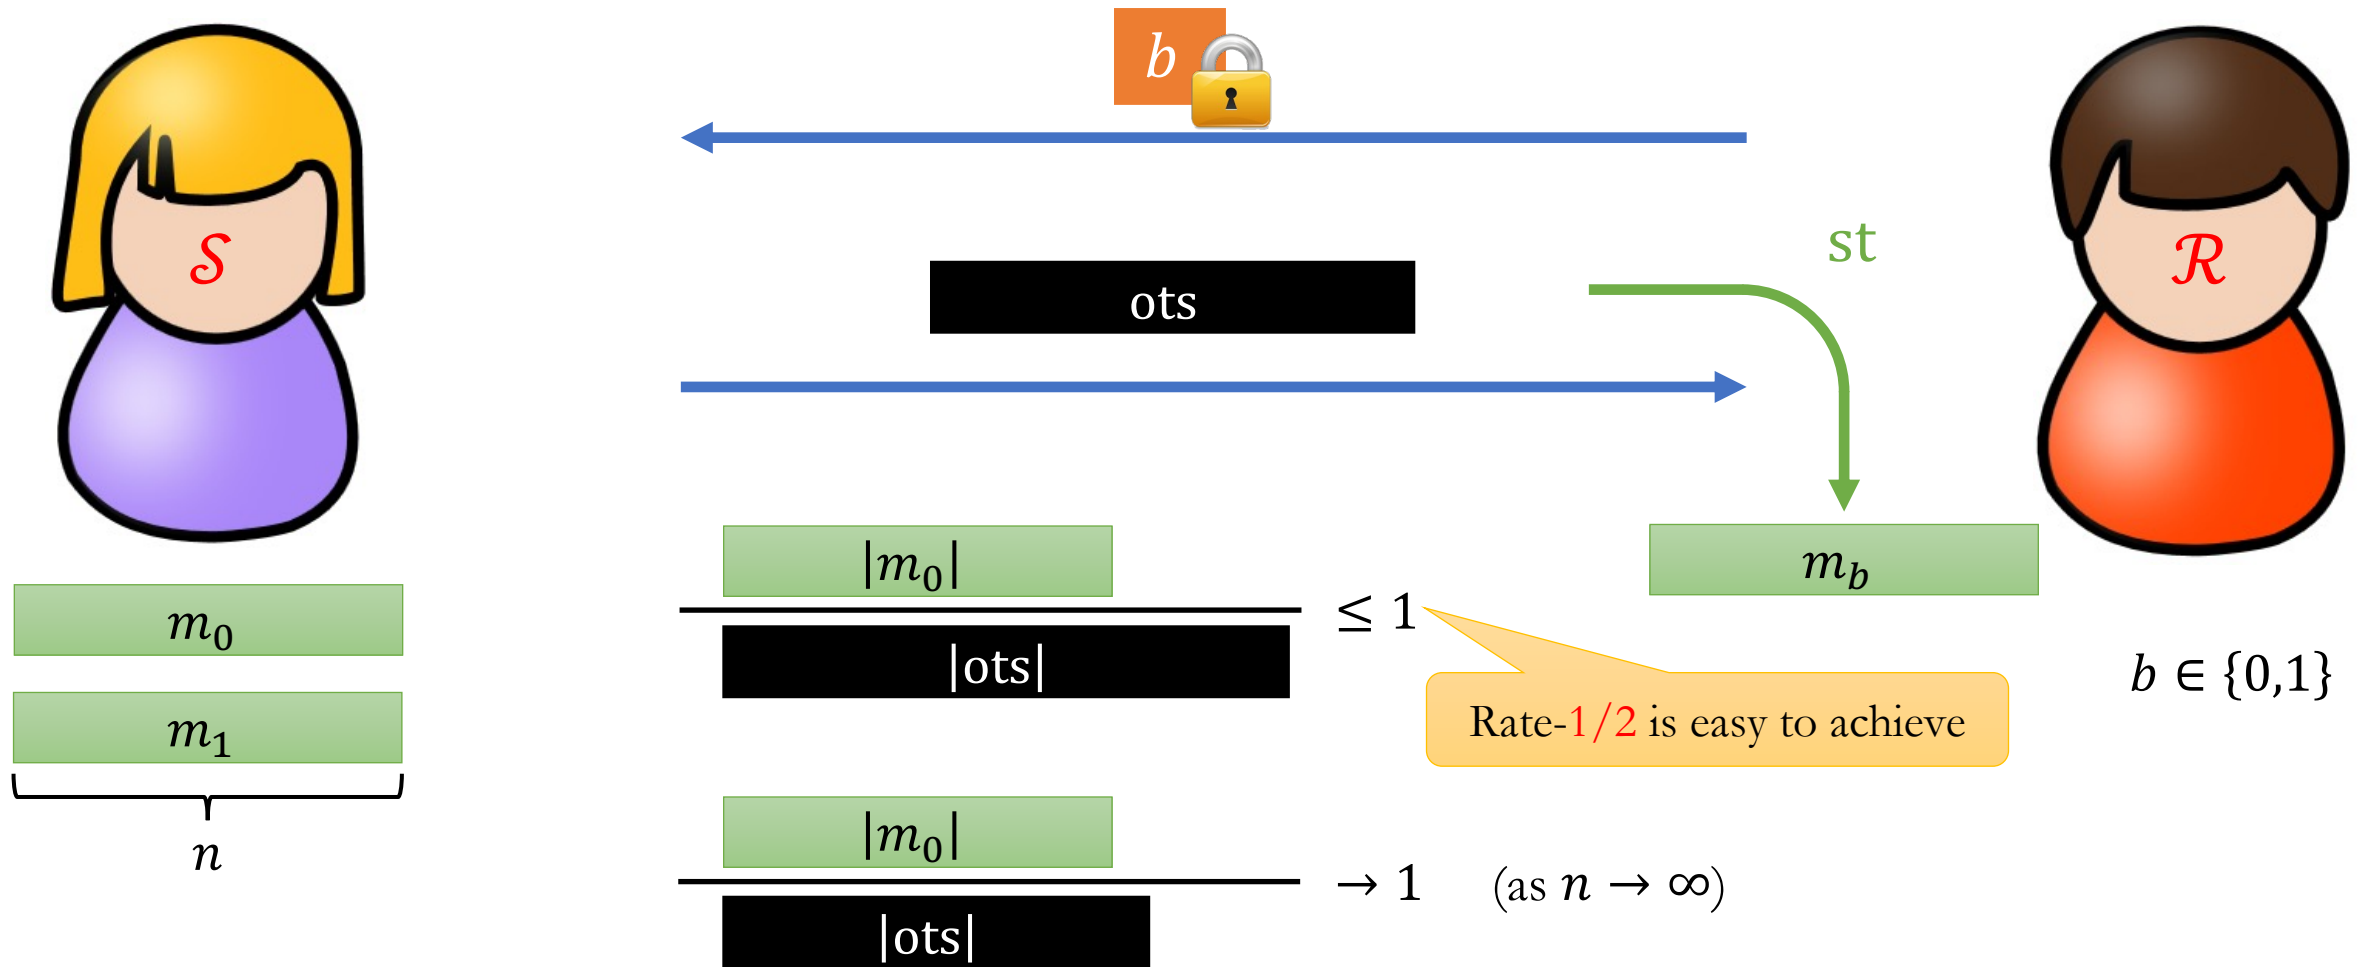 b
𝒮
ots
st
ℛ
m₀
m₁
n
|m₀|
|ots|
≤ 1
Rate-1/2 is easy to achieve
m_b
b ∈ {0,1}
|m₀|
|ots|
→ 1 (as n → ∞)